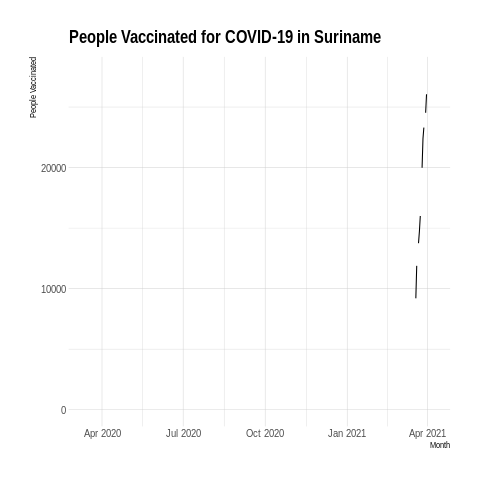 People Vaccinated for COVID-19 in Suriname
People Vaccinated
20000
10000
0
Apr 2020 Jul 2020 Oct 2020 Jan 2021 Apr 2021
Month